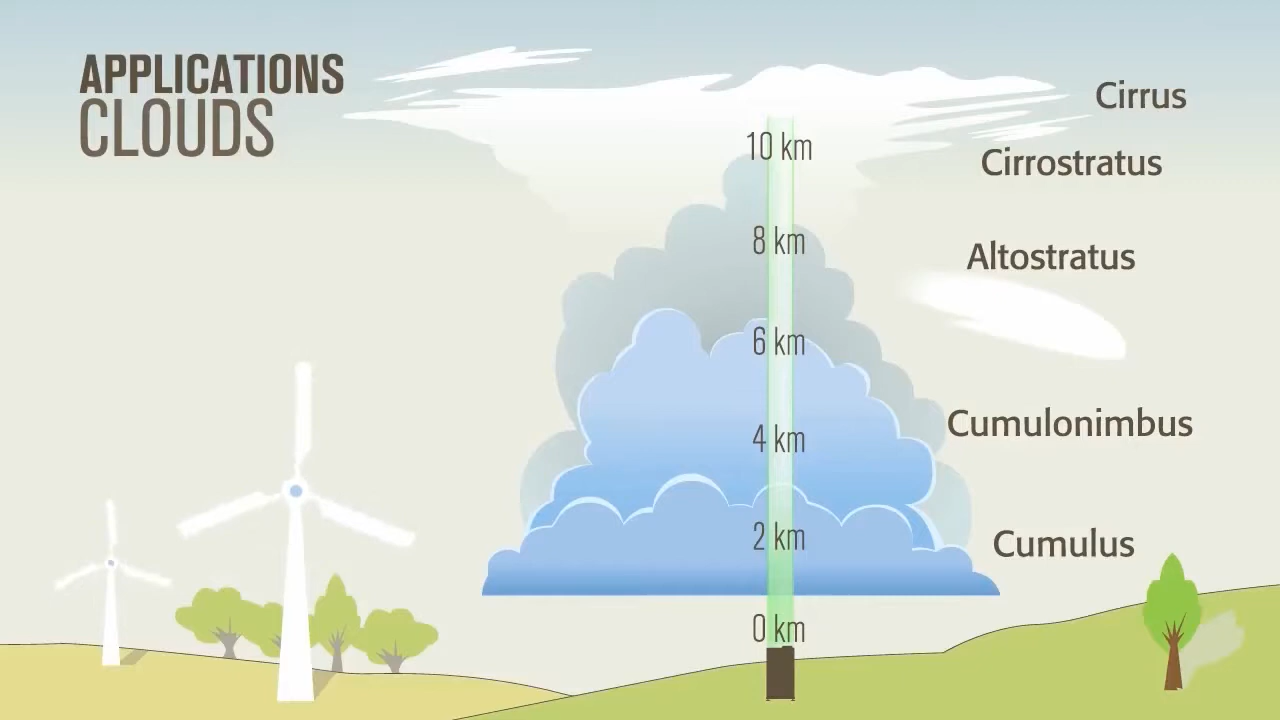 APPLICATIONS
CLOUDS
Cirrus
10 km
Cirrostratus
8 km
Altostratus
6 km
Cumulonimbus
4 km
2 km
Cumulus
0 km